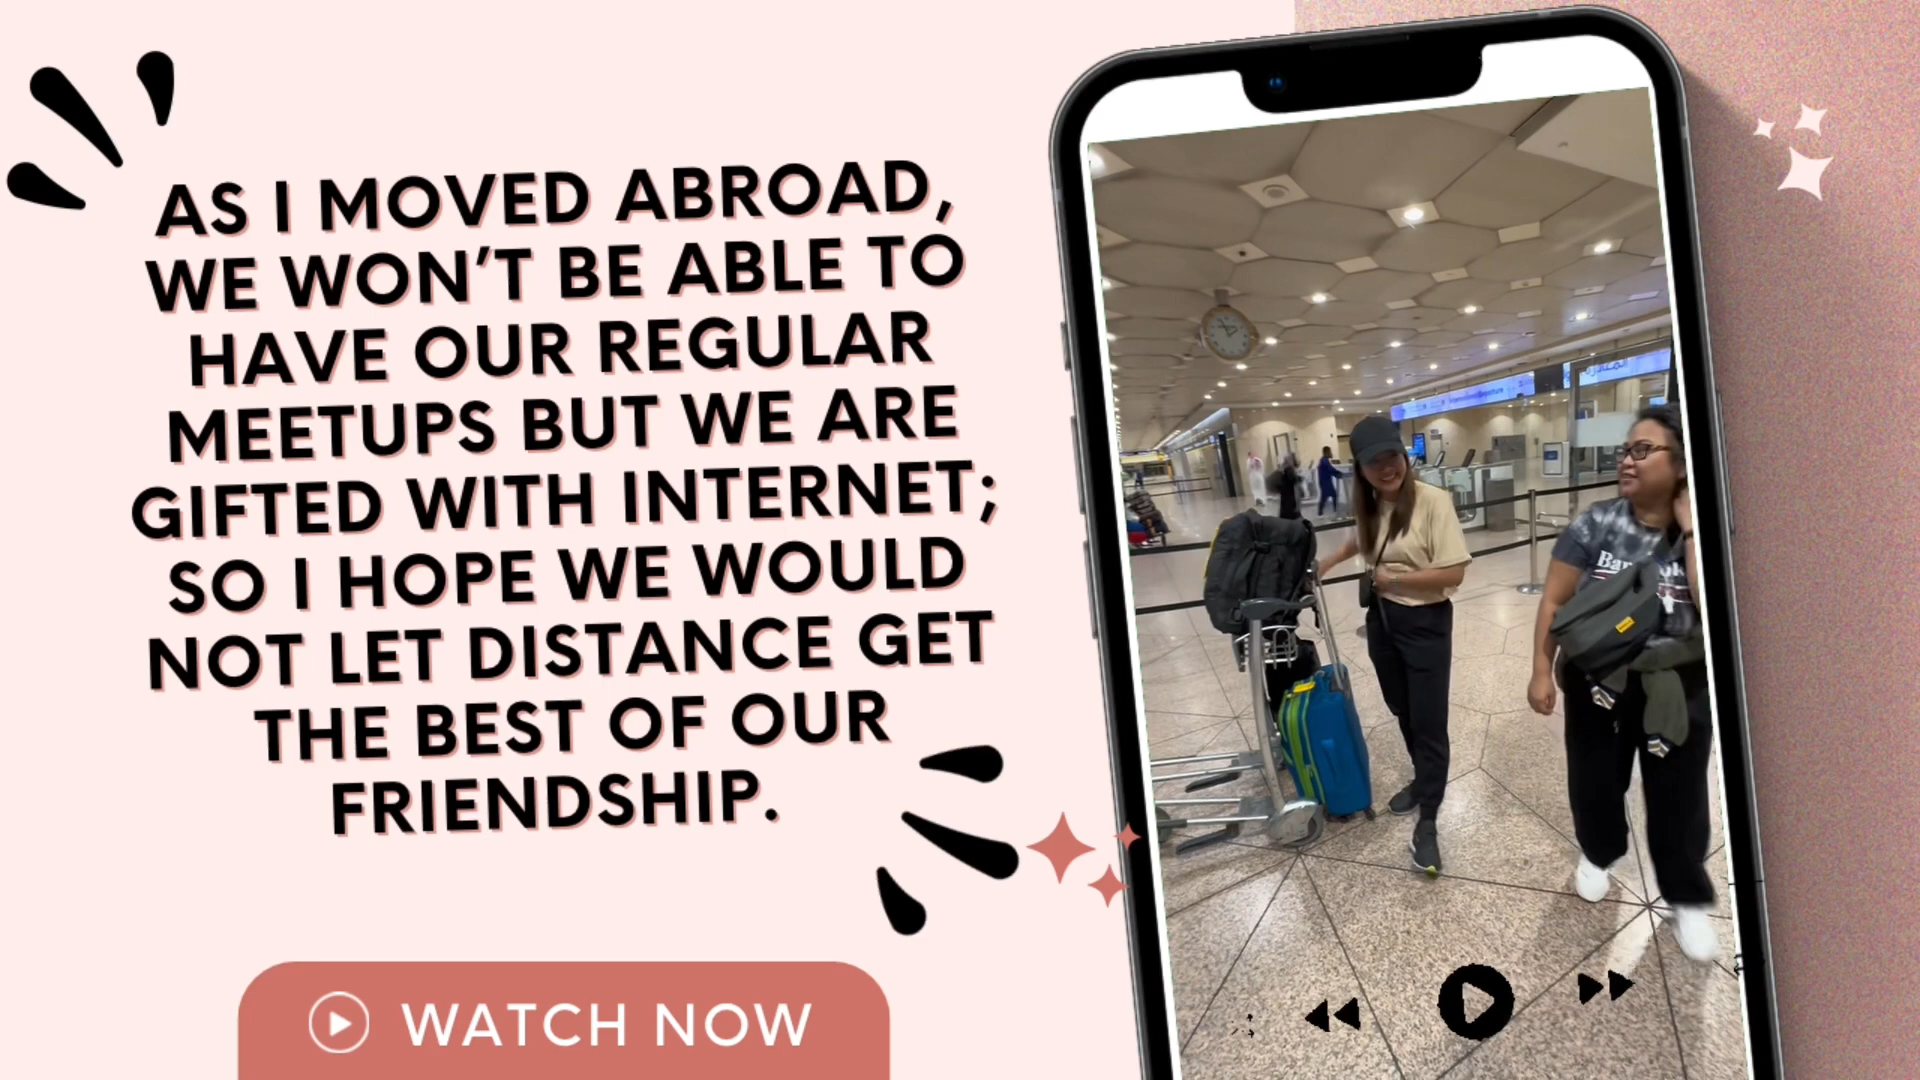 AS I MOVED ABROAD,
WE WON'T BE ABLE TO
HAVE OUR REGULAR
MEETUPS BUT WE ARE
GIFTED WITH INTERNET;
SO I HOPE WE WOULD
NOT LET DISTANCE GET
THE BEST OF OUR
FRIENDSHIP.
WATCH NOW